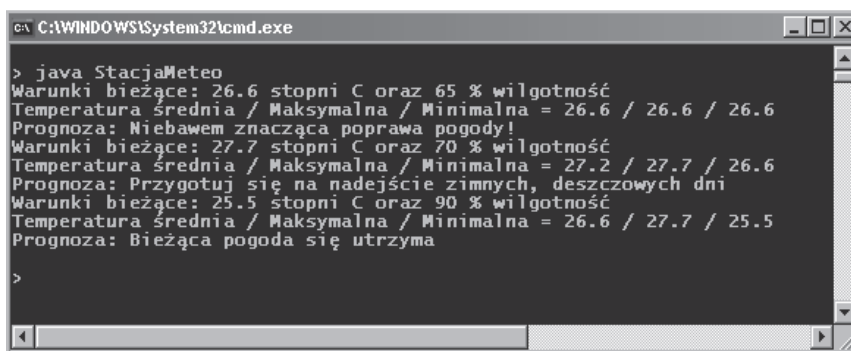 C:\WINDOWS\System32\cmd.exe
> java StacjaMeteo
Warunki bieżące: 26.6 stopni C oraz 65 % wilgotność
Temperatura średnia / Maksymalna / Minimalna = 26.6 / 26.6 / 26.6
Prognoza: Niebawem znacząca poprawa pogody!
Warunki bieżące: 27.7 stopni C oraz 70 % wilgotność
Temperatura średnia / Maksymalna / Minimalna = 27.2 / 27.7 / 26.6
Prognoza: Przygotuj się na nadejście zimnych, deszczowych dni
Warunki bieżące: 25.5 stopni C oraz 90 % wilgotność
Temperatura średnia / Maksymalna / Minimalna = 26.6 / 27.7 / 25.5
Prognoza: Bieżąca pogoda się utrzyma
>